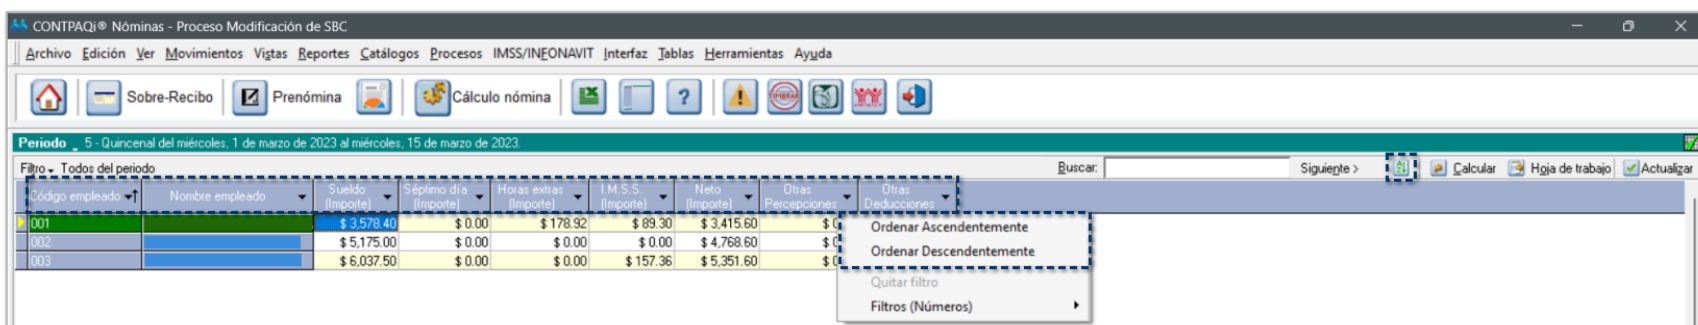 CONTPAQi® Nóminas - Proceso Modificación de SBC
Archivo Edición Ver Movimientos Vistas Reportes Catálogos Procesos IMSS/INFONAVIT Interfaz Tablas Herramientas Ayuda
Sobre-Recibo Prenómina Cálculo nómina ? TIMBRAR
Periodo 5 - Quincenal del miércoles, 1 de marzo de 2023 al miércoles, 15 de marzo de 2023.
Filtro Todos del periodo Buscar: Siguiente > Calcular Hoja de trabajo Actualizar
Código empleado Nombre empleado Sueldo (Importe) Séptimo día (Importe) Horas extras (Importe) I.M.S.S. (Importe) Neto (Importe) Otras Percepciones Otras Deducciones
001 $ 3,578.40 $ 0.00 $ 178.92 $ 89.30 $ 3,415.60 $ 0
002 $ 5,175.00 $ 0.00 $ 0.00 $ 0.00 $ 4,768.60 $ 0
003 $ 6,037.50 $ 0.00 $ 0.00 $ 157.36 $ 5,351.60 $ 0
Ordenar Ascendentemente
Ordenar Descendentemente
Quitar filtro
Filtros (Números)